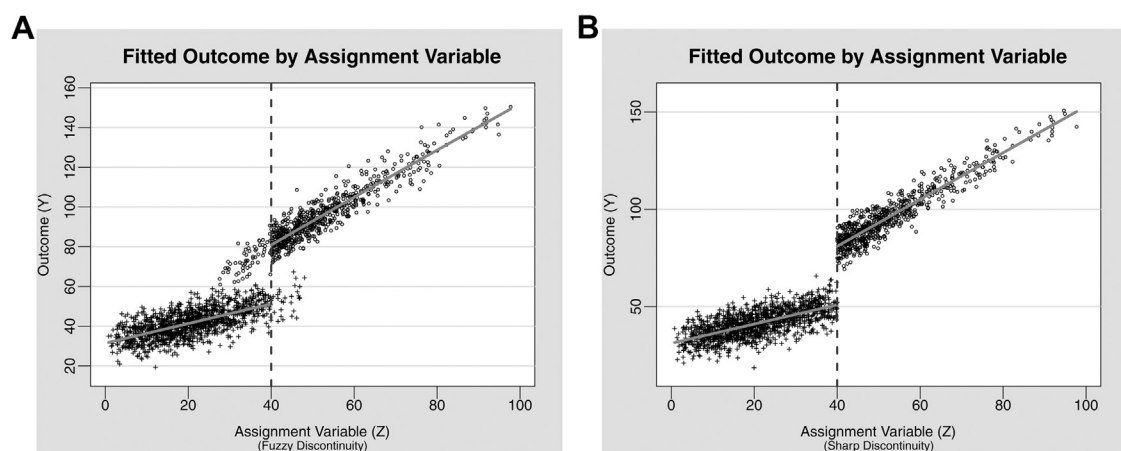 A
Fitted Outcome by Assignment Variable
Outcome (Y)
160
140
120
100
80
60
40
20
0 20 40 60 80 100
Assignment Variable (Z)
(Fuzzy Discontinuity)
B
Fitted Outcome by Assignment Variable
Outcome (Y)
150
100
50
0 20 40 60 80 100
Assignment Variable (Z)
(Sharp Discontinuity)